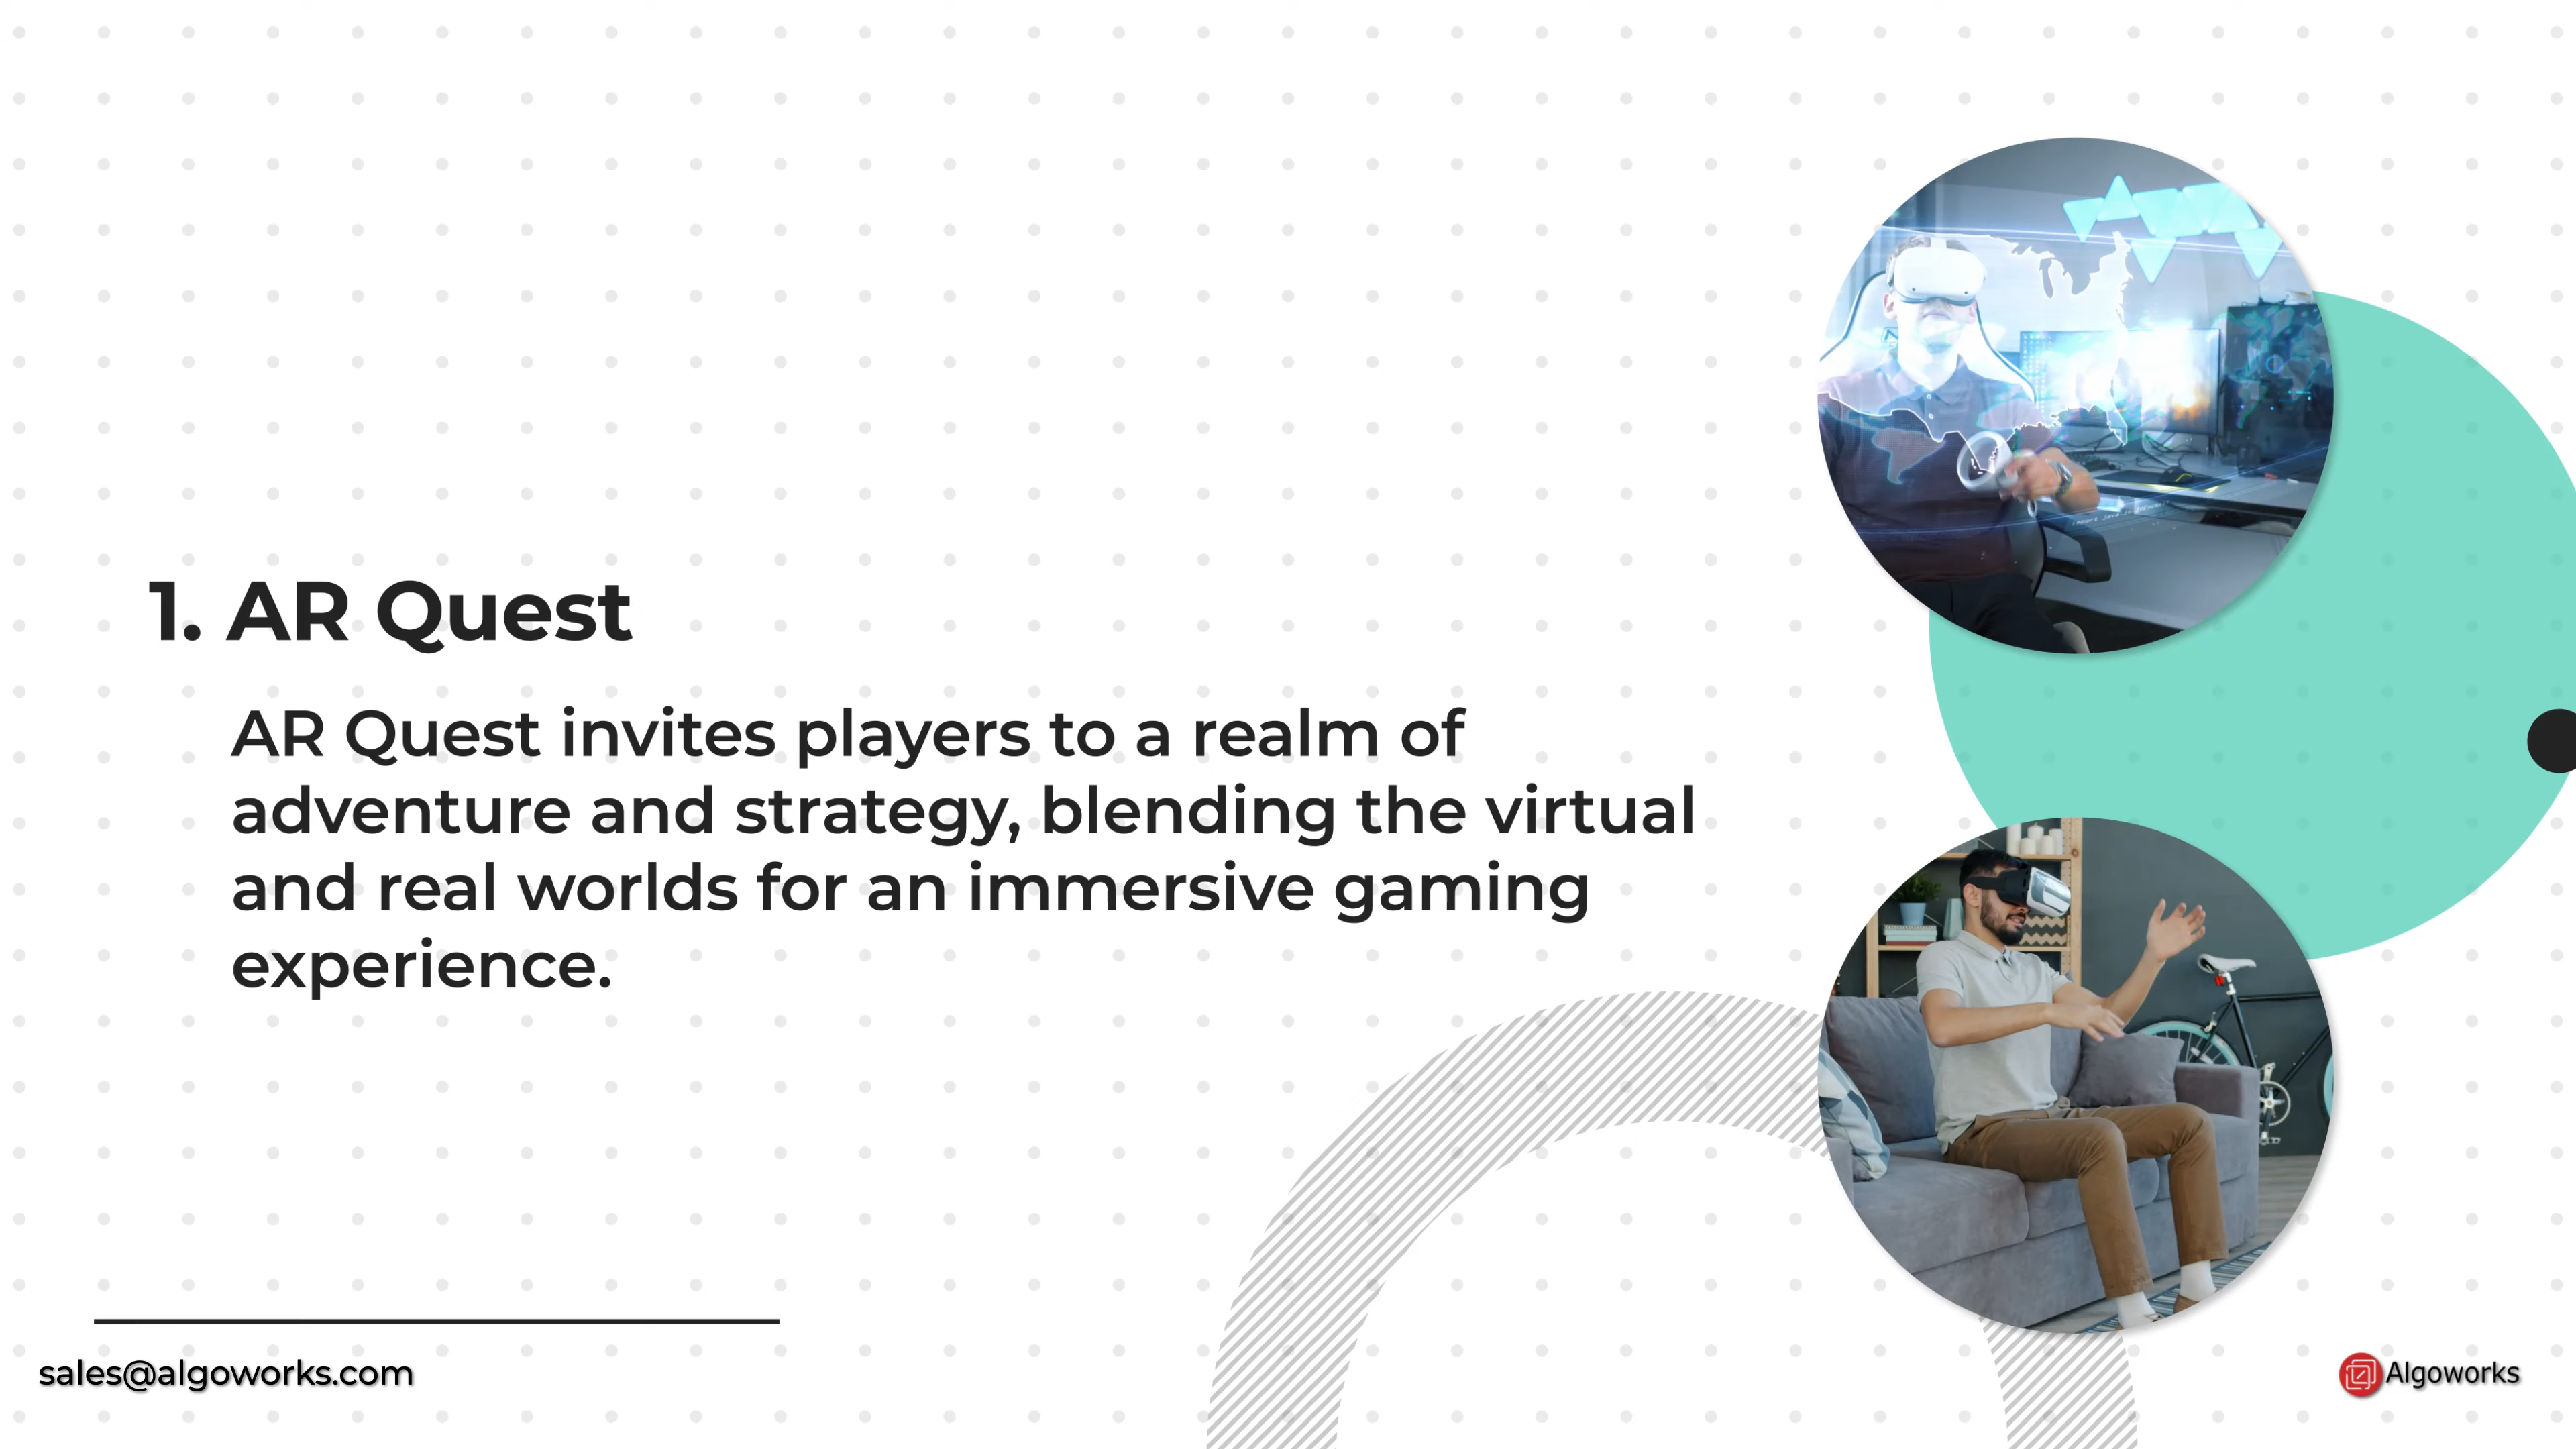 1. AR Quest
AR Quest invites players to a realm of
adventure and strategy, blending the virtual
and real worlds for an immersive gaming
experience.
sales@algoworks.com
Algoworks